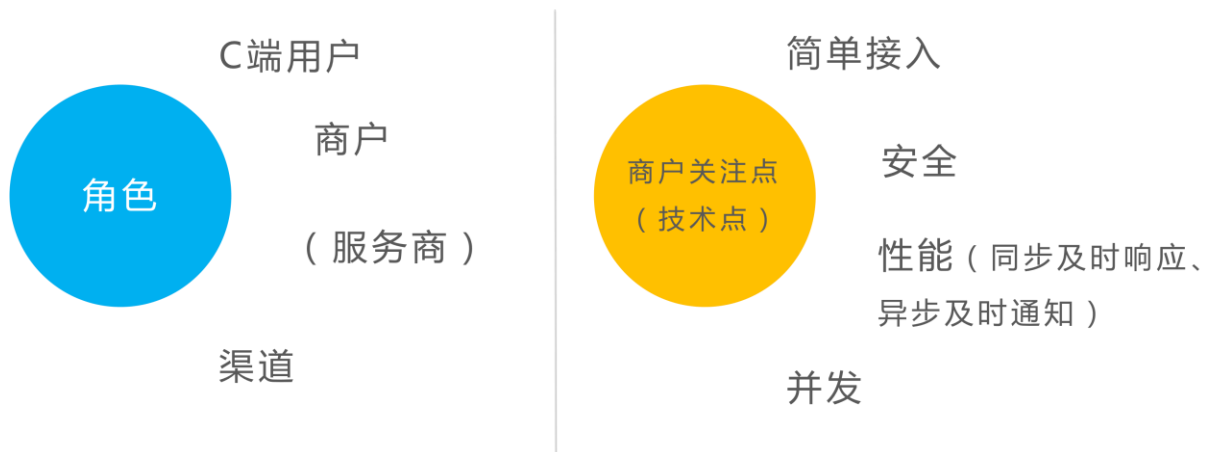 C端用户
商户
角色
（服务商）
渠道
简单接入
安全
商户关注点
（技术点）
性能（同步及时响应、
异步及时通知）
并发